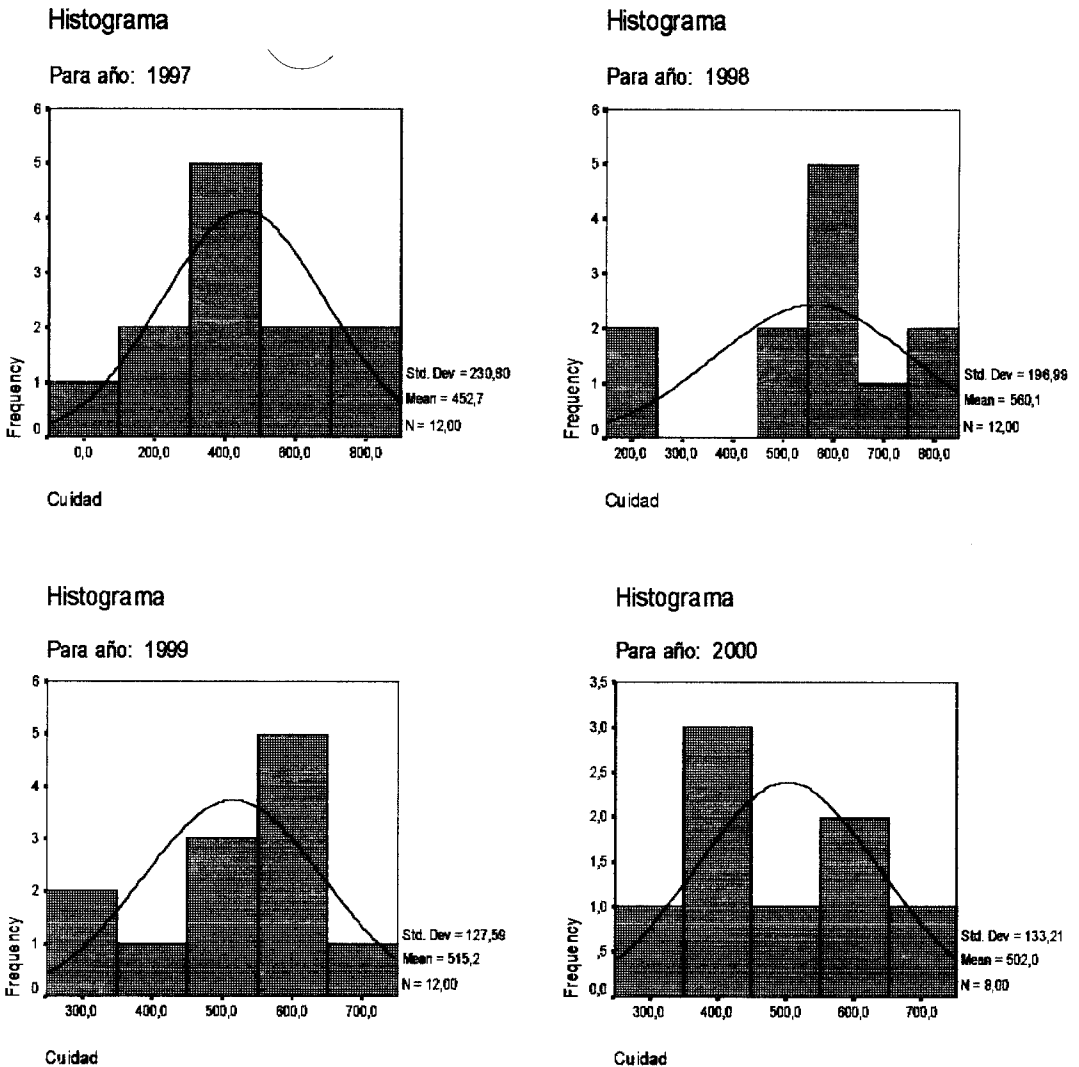 Histograma
Para año: 1997
6
5
4
3
2
1
0
Frequency
0,0 200,0 400,0 600,0 800,0
Std. Dev = 230,80
Mean = 452,7
N = 12,00
Cuidad
Histograma
Para año: 1998
6
5
4
3
2
1
0
Frequency
200,0 300,0 400,0 500,0 600,0 700,0 800,0
Std. Dev = 196,99
Mean = 560,1
N = 12,00
Cuidad
Histograma
Para año: 1999
6
5
4
3
2
1
0
Frequency
300,0 400,0 500,0 600,0 700,0
Std. Dev = 127,59
Mean = 515,2
N = 12,00
Cuidad
Histograma
Para año: 2000
3,5
3,0
2,5
2,0
1,5
1,0
,5
0,0
Frequency
300,0 400,0 500,0 600,0 700,0
Std. Dev = 133,21
Mean = 502,0
N = 8,00
Cuidad